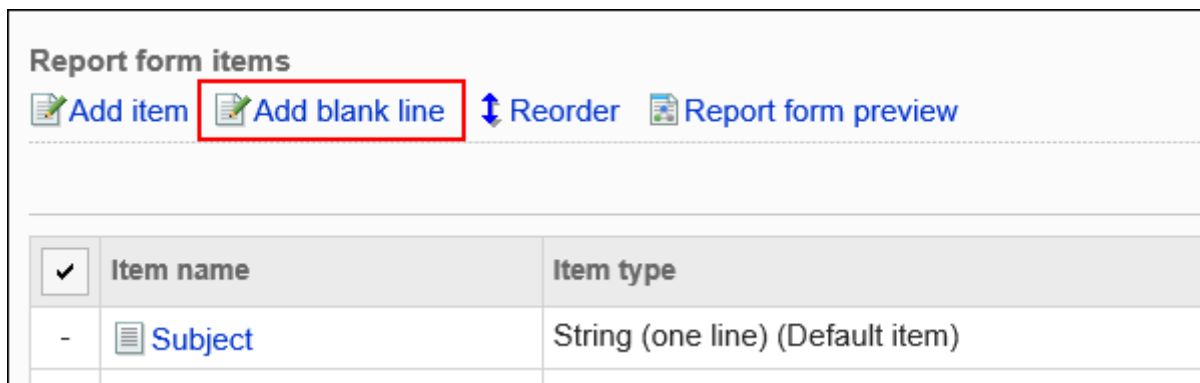 Report form items
Add item Add blank line Reorder Report form preview
Item name Item type
- Subject String (one line) (Default item)